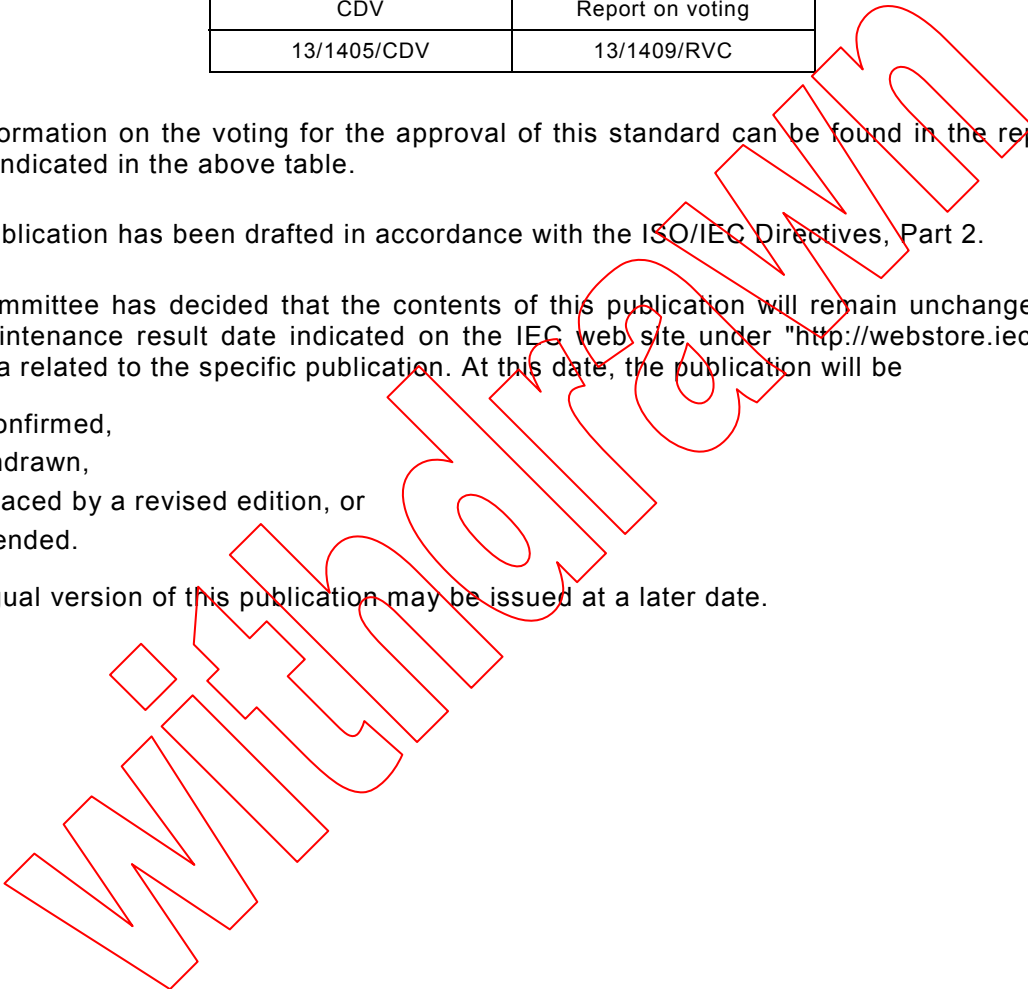 CDV Report on voting
13/1405/CDV 13/1409/RVC
ormation on the voting for the approval of this standard can be found in the rep
indicated in the above table.
blication has been drafted in accordance with the ISO/IEC Directives, Part 2.
mmittee has decided that the contents of this publication will remain unchange
intenance result date indicated on the IEC web site under "http://webstore.iec
a related to the specific publication. At this date, the publication will be
onfirmed,
hdrawn,
laced by a revised edition, or
ended.
gual version of this publication may be issued at a later date.
withdrawn